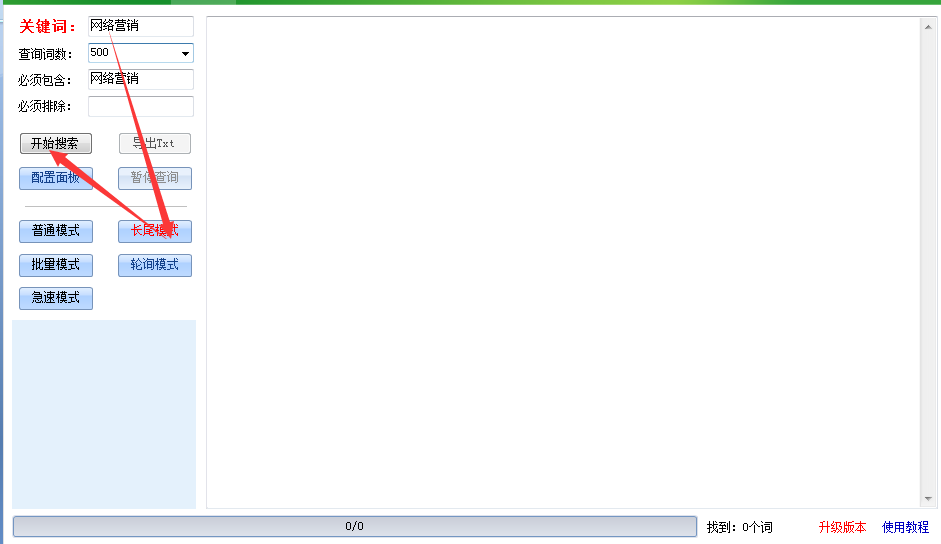 关键词： 网络营销
查询词数： 500
必须包含： 网络营销
必须排除：
开始搜索 导出Txt
配置面板 暂停查询
普通模式 长尾模式
批量模式 轮询模式
急速模式
0/0 找到：0个词 升级版本 使用教程